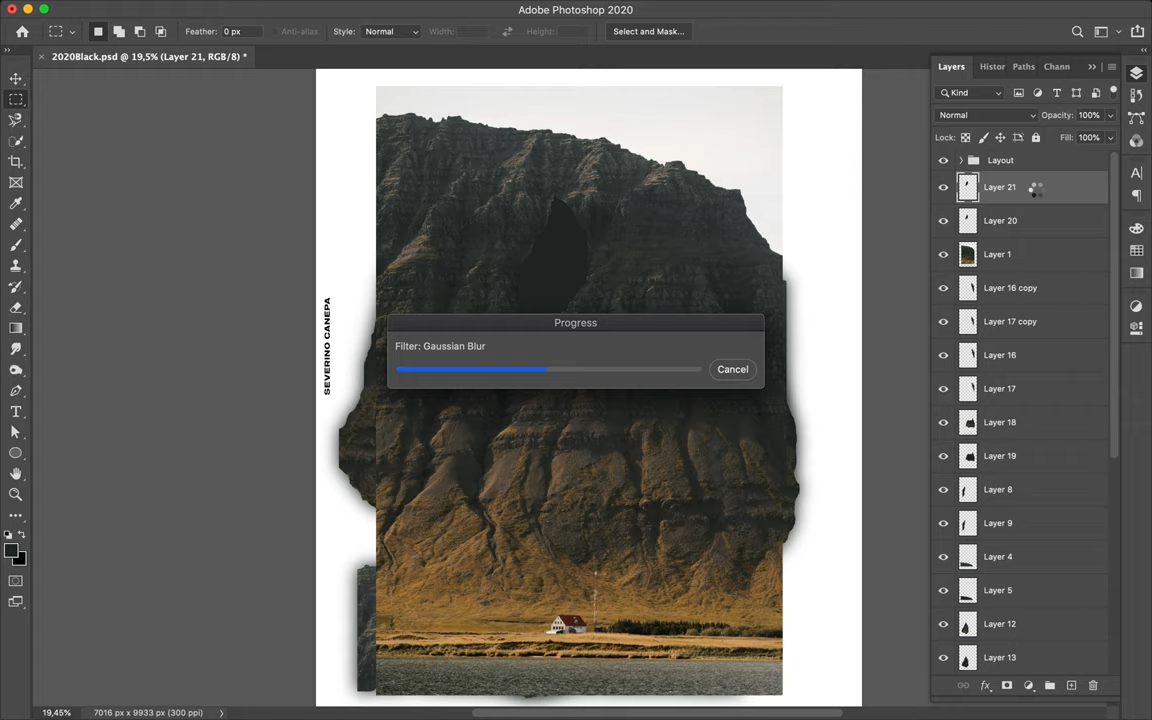 Adobe Photoshop 2020
Feather: 0 px
Anti-alias
Style: Normal
Width:
Height:
Select and Mask...
2020Black.psd @ 19,5% (Layer 21, RGB/8) *
Layers
Histor
Paths
Chann
Kind
Normal
Opacity: 100%
Lock:
Fill: 100%
Layout
Layer 21
Layer 20
Layer 1
Layer 16 copy
Layer 17 copy
Layer 16
Layer 17
Layer 18
Layer 19
Layer 8
Layer 9
Layer 4
Layer 5
Layer 12
Layer 13
SEVERINO CANEPA
Progress
Filter: Gaussian Blur
Cancel
19,45%
7016 px x 9933 px (300 ppi)